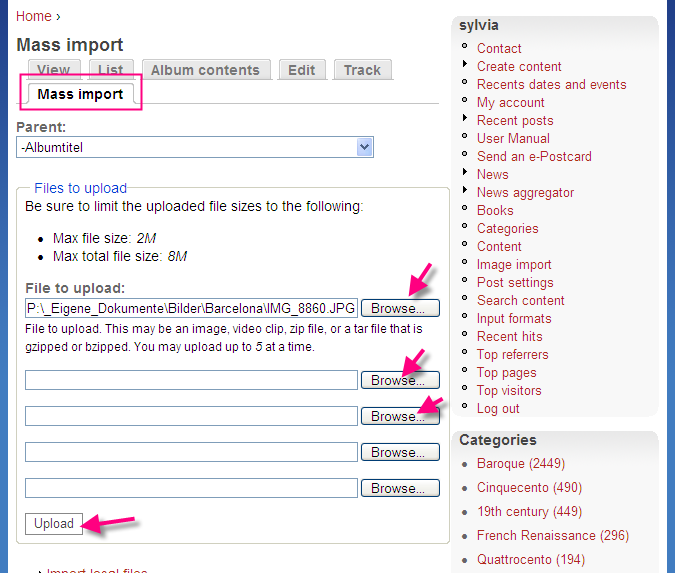 Home ›
Mass import
View List Album contents Edit Track
Mass import
Parent:
-Albumtitel
Files to upload
Be sure to limit the uploaded file sizes to the following:
Max file size: 2M
Max total file size: 8M
File to upload:
P:\_Eigene_Dokumente\Bilder\Barcelona\IMG_8860.JPG Browse...
File to upload. This may be an image, video clip, zip file, or a tar file that is
gzipped or bzipped. You may upload up to 5 at a time.
Browse...
Browse...
Browse...
Browse...
Upload
Import local files
sylvia
Contact
Create content
Recents dates and events
My account
Recent posts
User Manual
Send an e-Postcard
News
News aggregator
Books
Categories
Content
Image import
Post settings
Search content
Input formats
Recent hits
Top referrers
Top pages
Top visitors
Log out
Categories
Baroque (2449)
Cinquecento (490)
19th century (449)
French Renaissance (296)
Quattrocento (194)